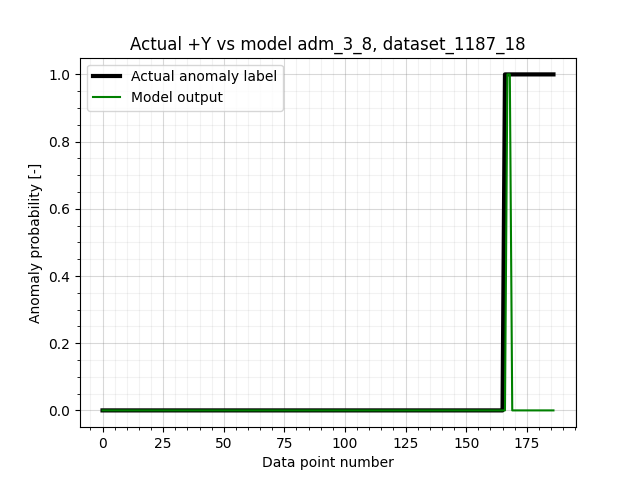 Actual +Y vs model adm_3_8, dataset_1187_18
Actual anomaly label
Model output
Anomaly probability [-]
1.0
0.8
0.6
0.4
0.2
0.0
0 25 50 75 100 125 150 175
Data point number